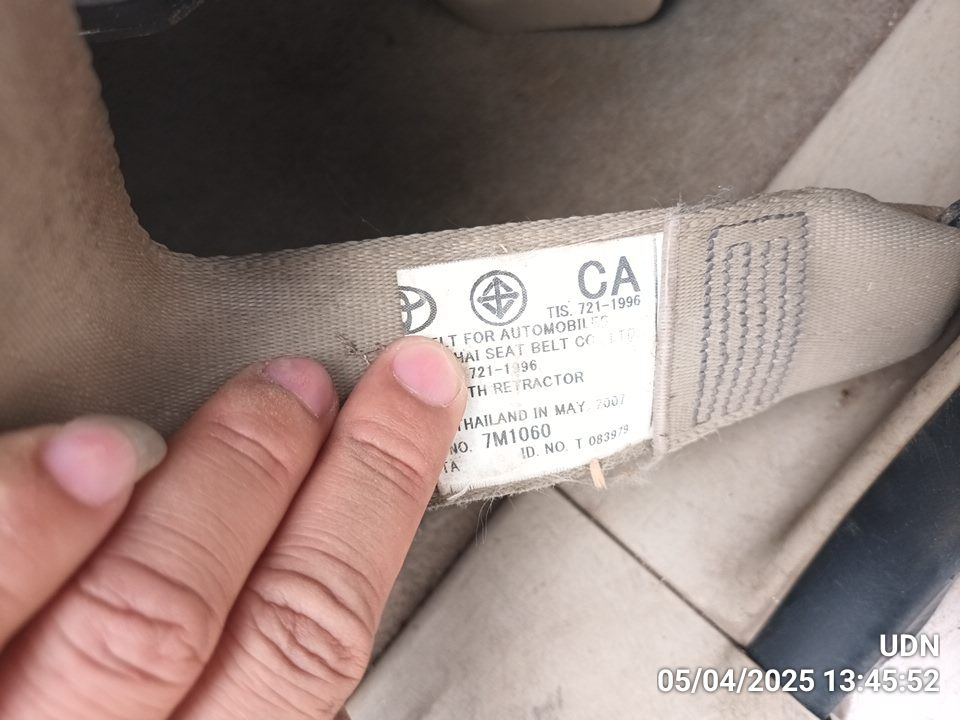 CA
TIS. 721-1996
FOR AUTOMOBILES
SEAT BELT CO., LTD.
721-1996
RETRACTOR
THAILAND IN MAY. 2007
NO. 7M1060
ID. NO. T 083979
UDN
05/04/2025 13:45:52